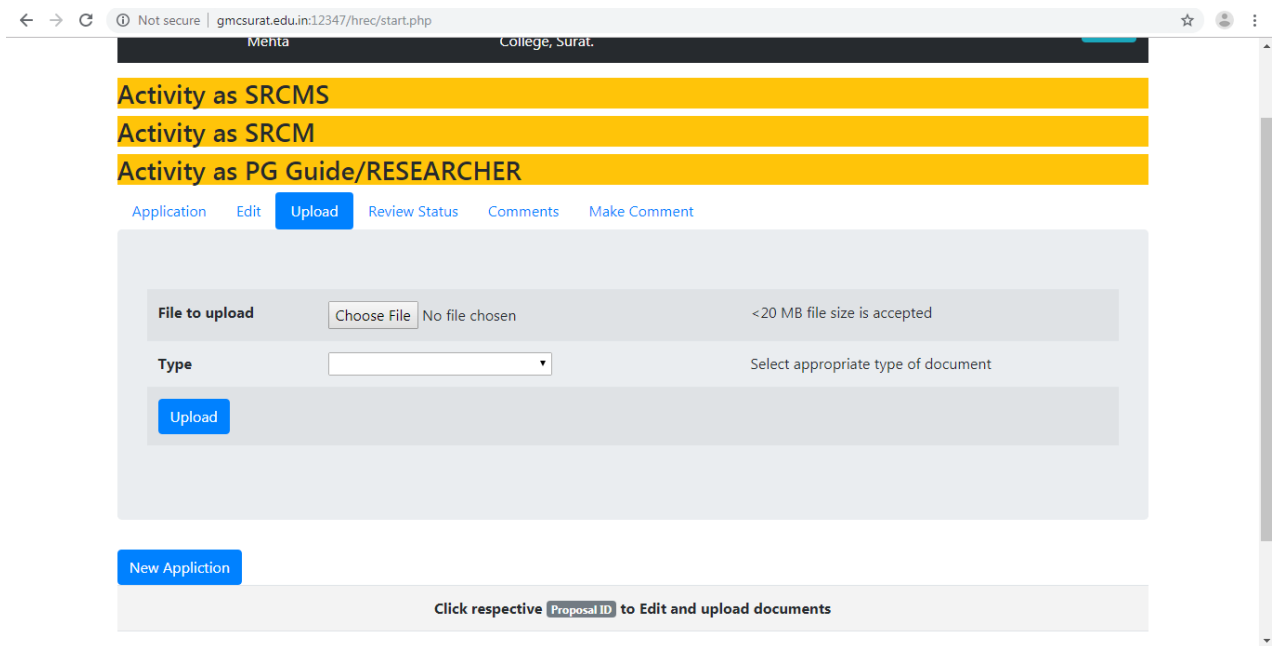 Not secure | gmcsurat.edu.in:12347/hrec/start.php
Mehta College, Surat.
Activity as SRCMS
Activity as SRCM
Activity as PG Guide/RESEARCHER
Application Edit Upload Review Status Comments Make Comment
File to upload Choose File No file chosen <20 MB file size is accepted
Type Select appropriate type of document
Upload
New Appliction
Click respective Proposal ID to Edit and upload documents